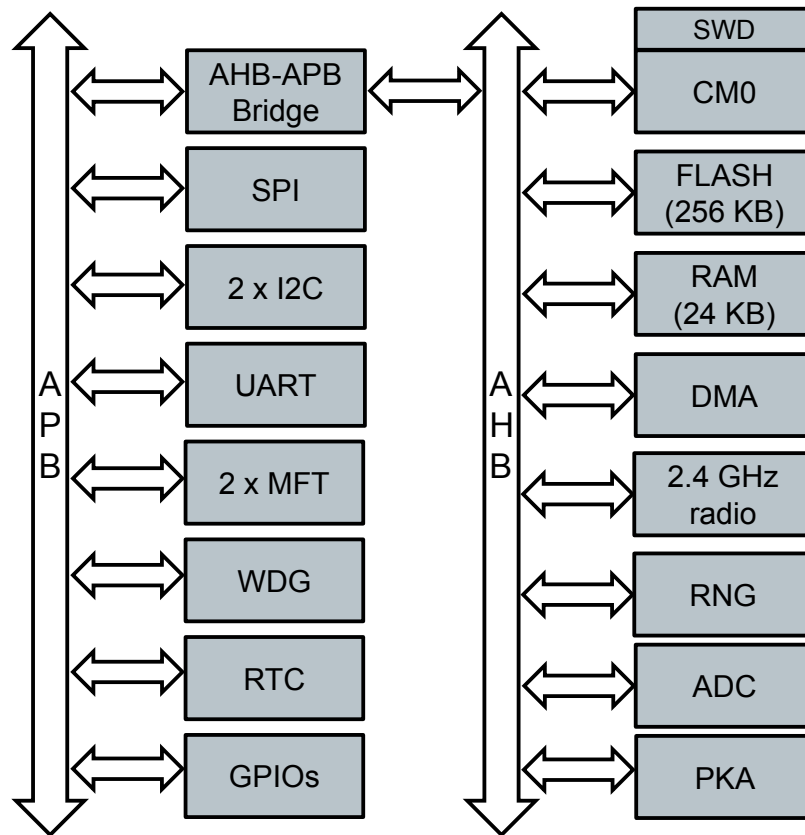 A
P
B
AHB-APB
Bridge
SPI
2 x I2C
UART
2 x MFT
WDG
RTC
GPIOs
A
H
B
SWD
CM0
FLASH
(256 KB)
RAM
(24 KB)
DMA
2.4 GHz
radio
RNG
ADC
PKA